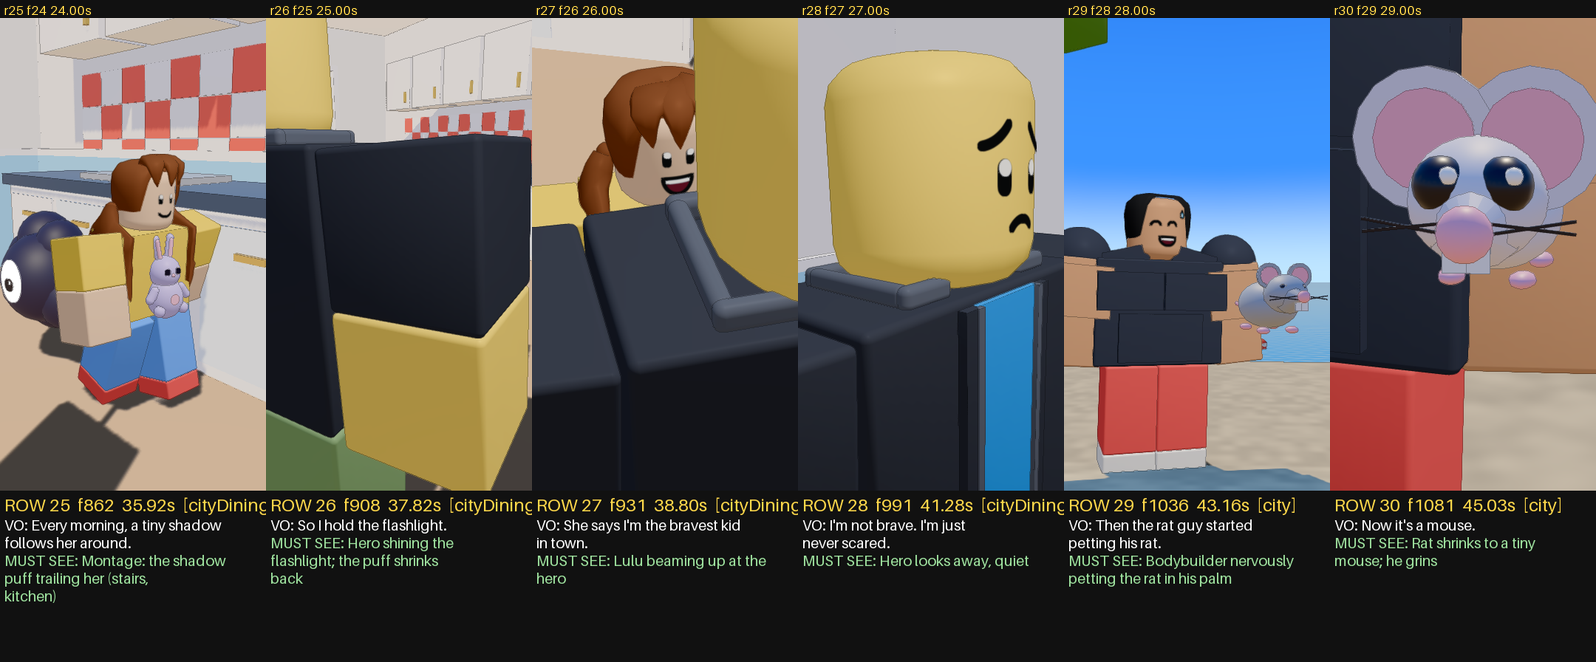 r25 f24 24.00s
r26 f25 25.00s
r27 f26 26.00s
r28 f27 27.00s
r29 f28 28.00s
r30 f29 29.00s
ROW 25 f862 35.92s [cityDining
VO: Every morning, a tiny shadow
follows her around.
MUST SEE: Montage: the shadow
puff trailing her (stairs,
kitchen)
ROW 26 f908 37.82s [cityDining
VO: So I hold the flashlight.
MUST SEE: Hero shining the
flashlight; the puff shrinks
back
ROW 27 f931 38.80s [cityDining
VO: She says I'm the bravest kid
in town.
MUST SEE: Lulu beaming up at the
hero
ROW 28 f991 41.28s [cityDining
VO: I'm not brave. I'm just
never scared.
MUST SEE: Hero looks away, quiet
ROW 29 f1036 43.16s [city]
VO: Then the rat guy started
petting his rat.
MUST SEE: Bodybuilder nervously
petting the rat in his palm
ROW 30 f1081 45.03s [city]
VO: Now it's a mouse.
MUST SEE: Rat shrinks to a tiny
mouse; he grins